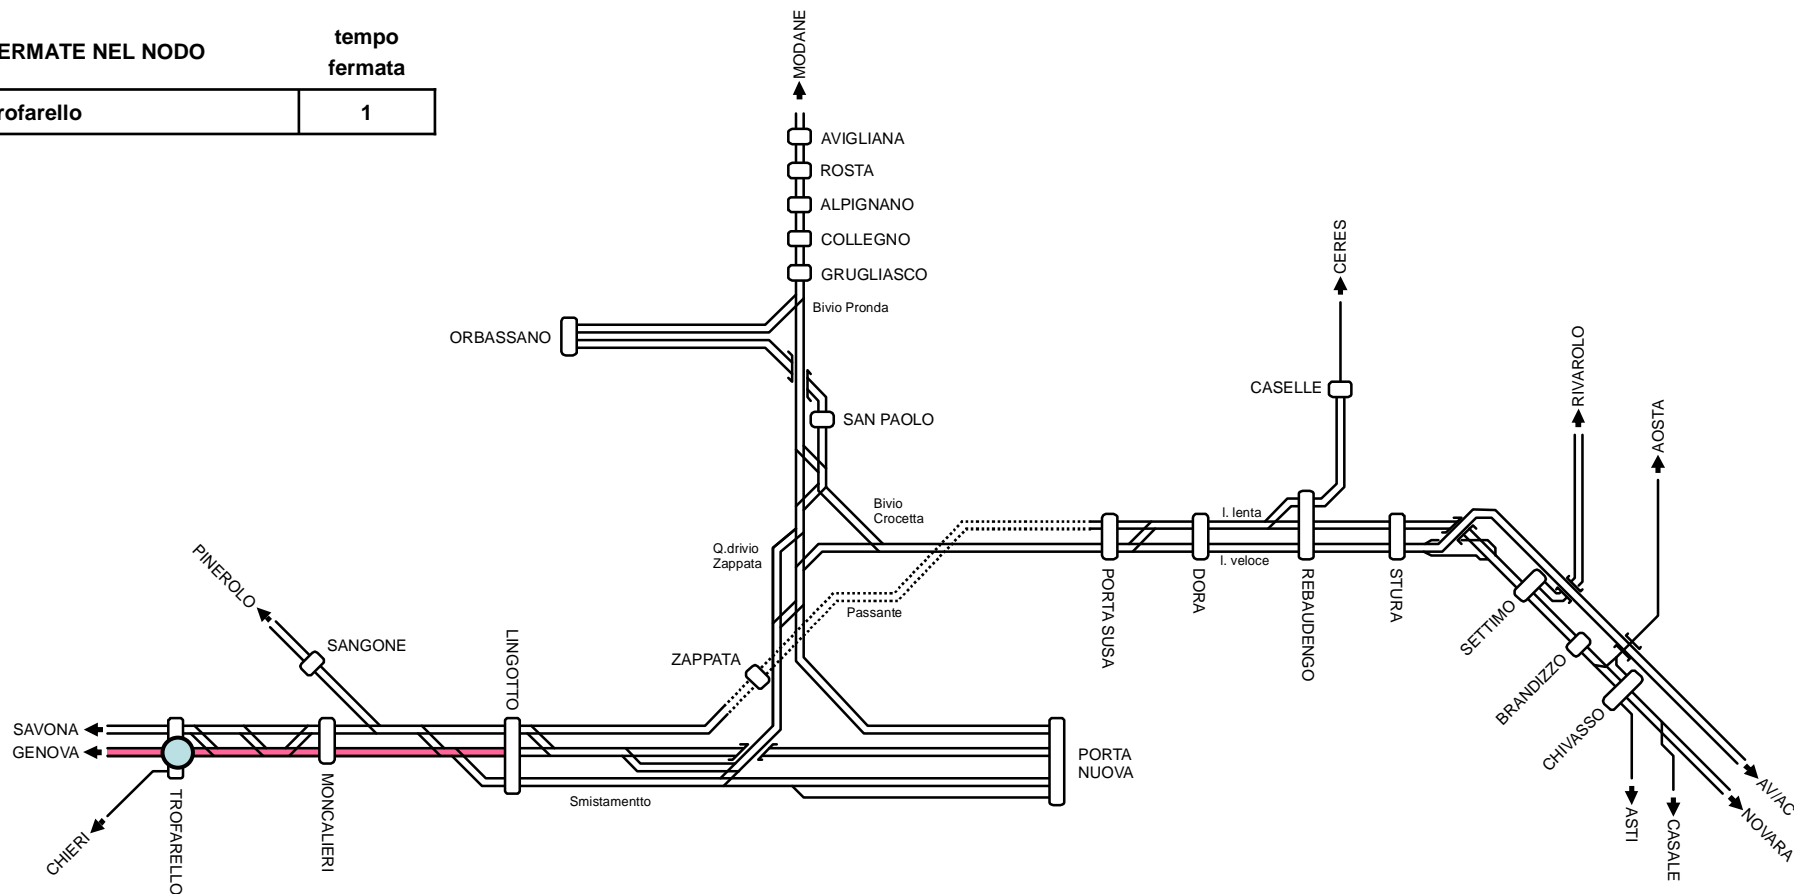 ERMATE NEL NODO
tempo
fermata
rofarello
1
MODANE
AVIGLIANA
ROSTA
ALPIGNANO
COLLEGNO
GRUGLIASCO
Bivio Pronda
ORBASSANO
SAN PAOLO
CERES
CASELLE
RIVAROLO
AOSTA
Bivio
Crocetta
l. lenta
l. veloce
Q.drivio
Zappata
Passante
PORTA SUSA
DORA
REBAUDENGO
STURA
SETTIMO
BRANDIZZO
CHIVASSO
PINEROLO
SANGONE
LINGOTTO
ZAPPATA
SAVONA
GENOVA
PORTA
NUOVA
Smistamentto
MONCALIERI
TROFARELLO
CHIERI
ASTI
CASALE
NOVARA
AV/AC